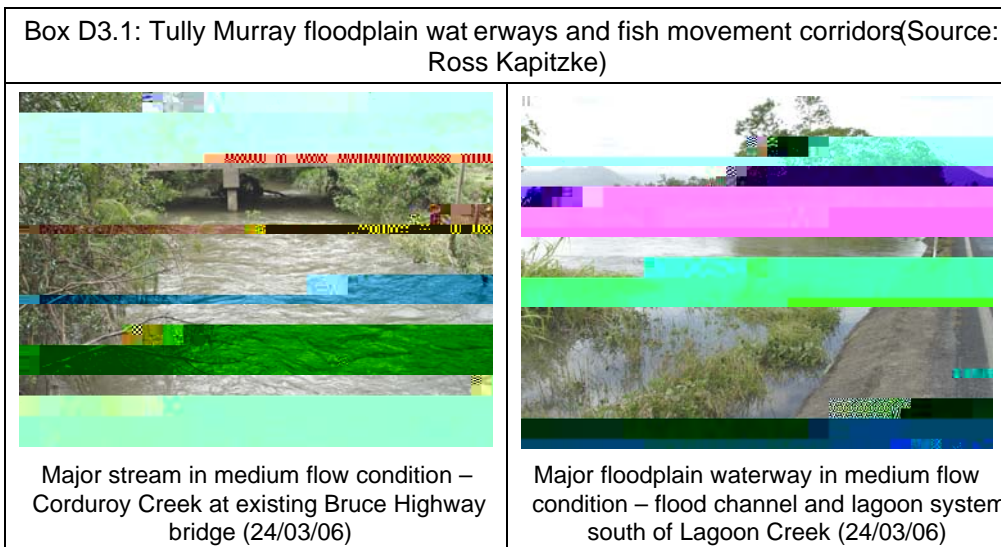 Box D3.1: Tully Murray floodplain wat erways and fish movement corridors(Source:
Ross Kapitzke)
Major stream in medium flow condition –
Corduroy Creek at existing Bruce Highway
bridge (24/03/06)
Major floodplain waterway in medium flow
condition – flood channel and lagoon system
south of Lagoon Creek (24/03/06)